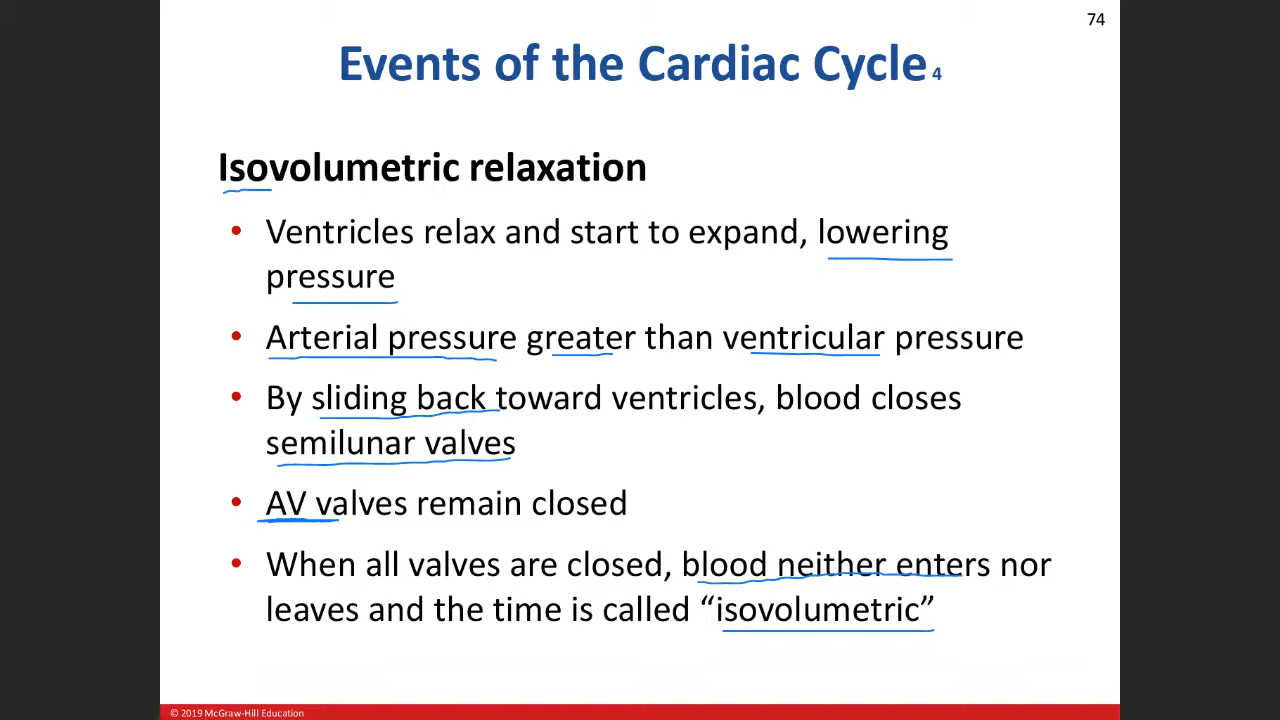 74
Events of the Cardiac Cycle 4
Isovolumetric relaxation
• Ventricles relax and start to expand, lowering
pressure
• Arterial pressure greater than ventricular pressure
• By sliding back toward ventricles, blood closes
semilunar valves
• AV valves remain closed
• When all valves are closed, blood neither enters nor
leaves and the time is called “isovolumetric”
© 2019 McGraw-Hill Education